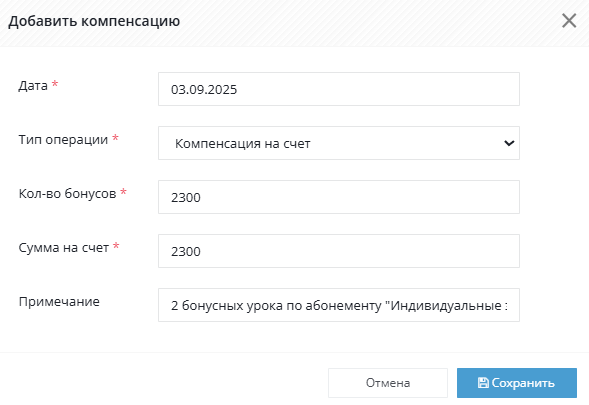 Добавить компенсацию
Дата *
03.09.2025
Тип операции *
Компенсация на счет
Кол-во бонусов *
2300
Сумма на счет *
2300
Примечание
2 бонусных урока по абонементу "Индивидуальные
Отмена
Сохранить